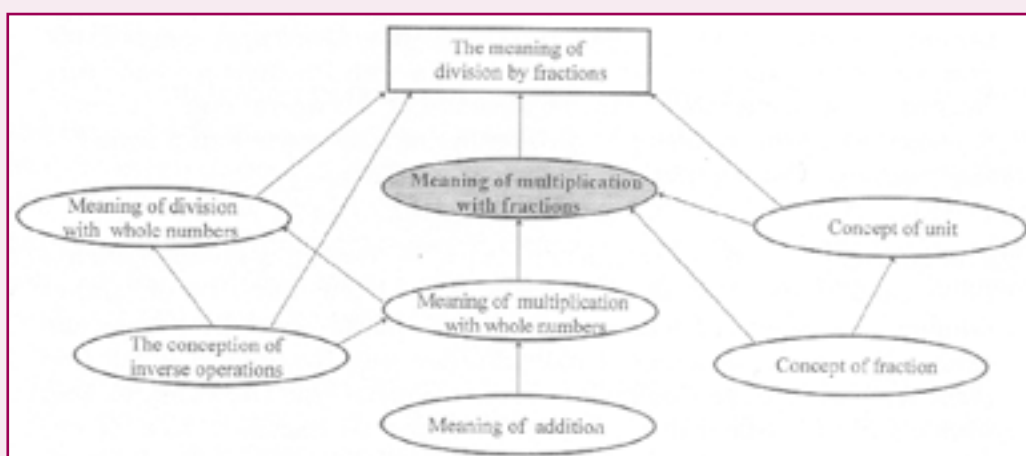 The meaning of
division by fractions
Meaning of multiplication
with fractions
Meaning of division
with whole numbers
Concept of unit
Meaning of multiplication
with whole numbers
The conception of
inverse operations
Concept of fraction
Meaning of addition